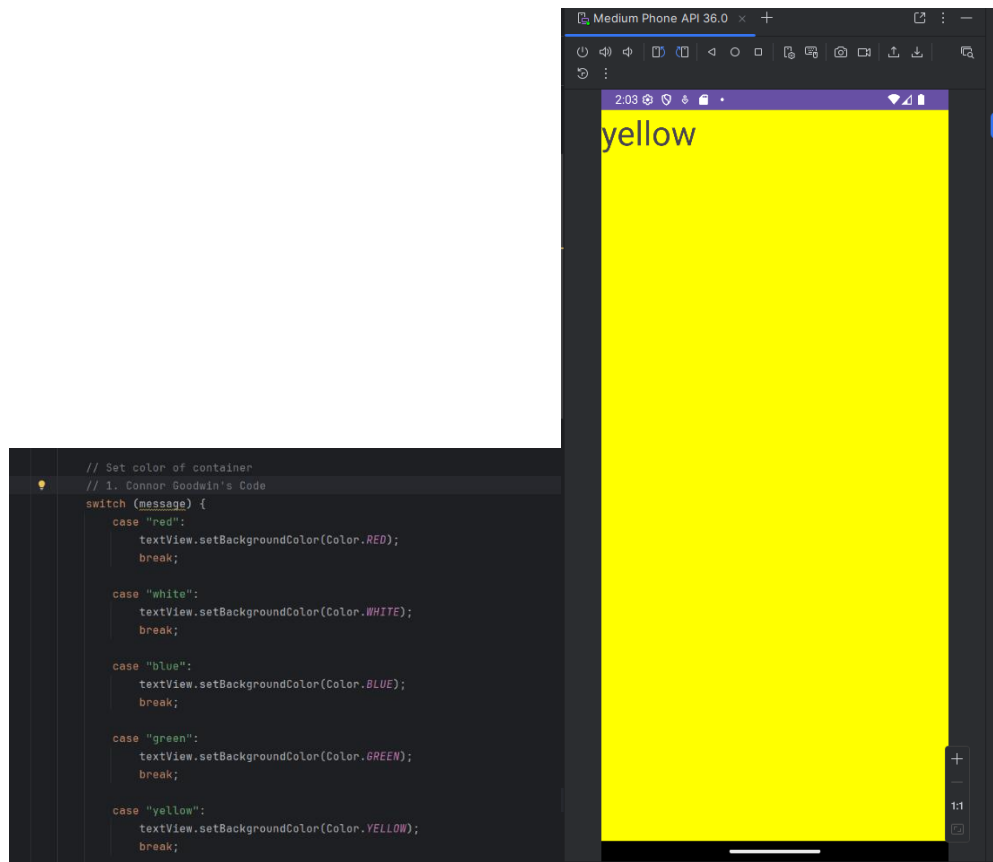 Medium Phone API 36.0
2:03
yellow
1:1
// Set color of container
// 1. Connor Goodwin's Code
switch (message) {
case "red":
textView.setBackgroundColor(Color.RED);
break;
case "white":
textView.setBackgroundColor(Color.WHITE);
break;
case "blue":
textView.setBackgroundColor(Color.BLUE);
break;
case "green":
textView.setBackgroundColor(Color.GREEN);
break;
case "yellow":
textView.setBackgroundColor(Color.YELLOW);
break;